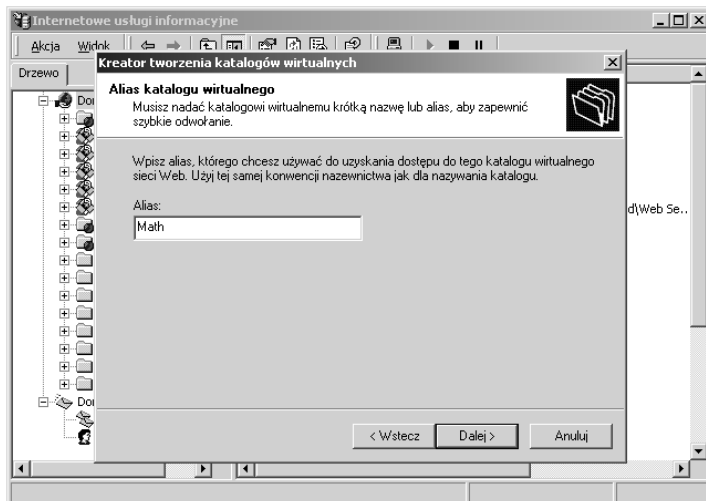 Internetowe usługi informacyjne
Akcja Widok
Drzewo
Kreator tworzenia katalogów wirtualnych
Alias katalogu wirtualnego
Musisz nadać katalogowi wirtualnemu krótką nazwę lub alias, aby zapewnić
szybkie odwołanie.
Wpisz alias, którego chcesz używać do uzyskania dostępu do tego katalogu wirtualnego
sieci Web. Użyj tej samej konwencji nazewnictwa jak dla nazywania katalogu.
Alias:
Math
d\Web Se..
< Wstecz Dalej > Anuluj